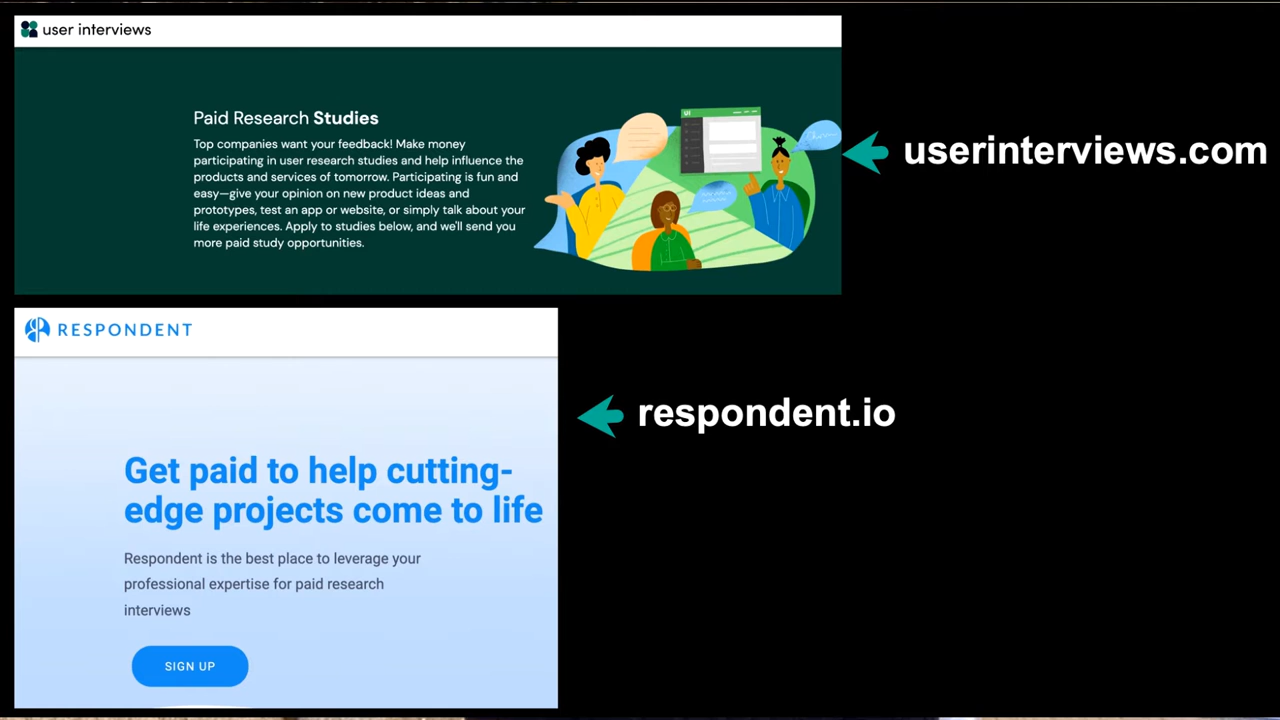 user interviews
Paid Research Studies
Top companies want your feedback! Make money
participating in user research studies and help influence the
products and services of tomorrow. Participating is fun and
easy—give your opinion on new product ideas and
prototypes, test an app or website, or simply talk about your
life experiences. Apply to studies below, and we'll send you
more paid study opportunities.
UI
userinterviews.com
RESPONDENT
respondent.io
Get paid to help cutting-
edge projects come to life
Respondent is the best place to leverage your
professional expertise for paid research
interviews
SIGN UP